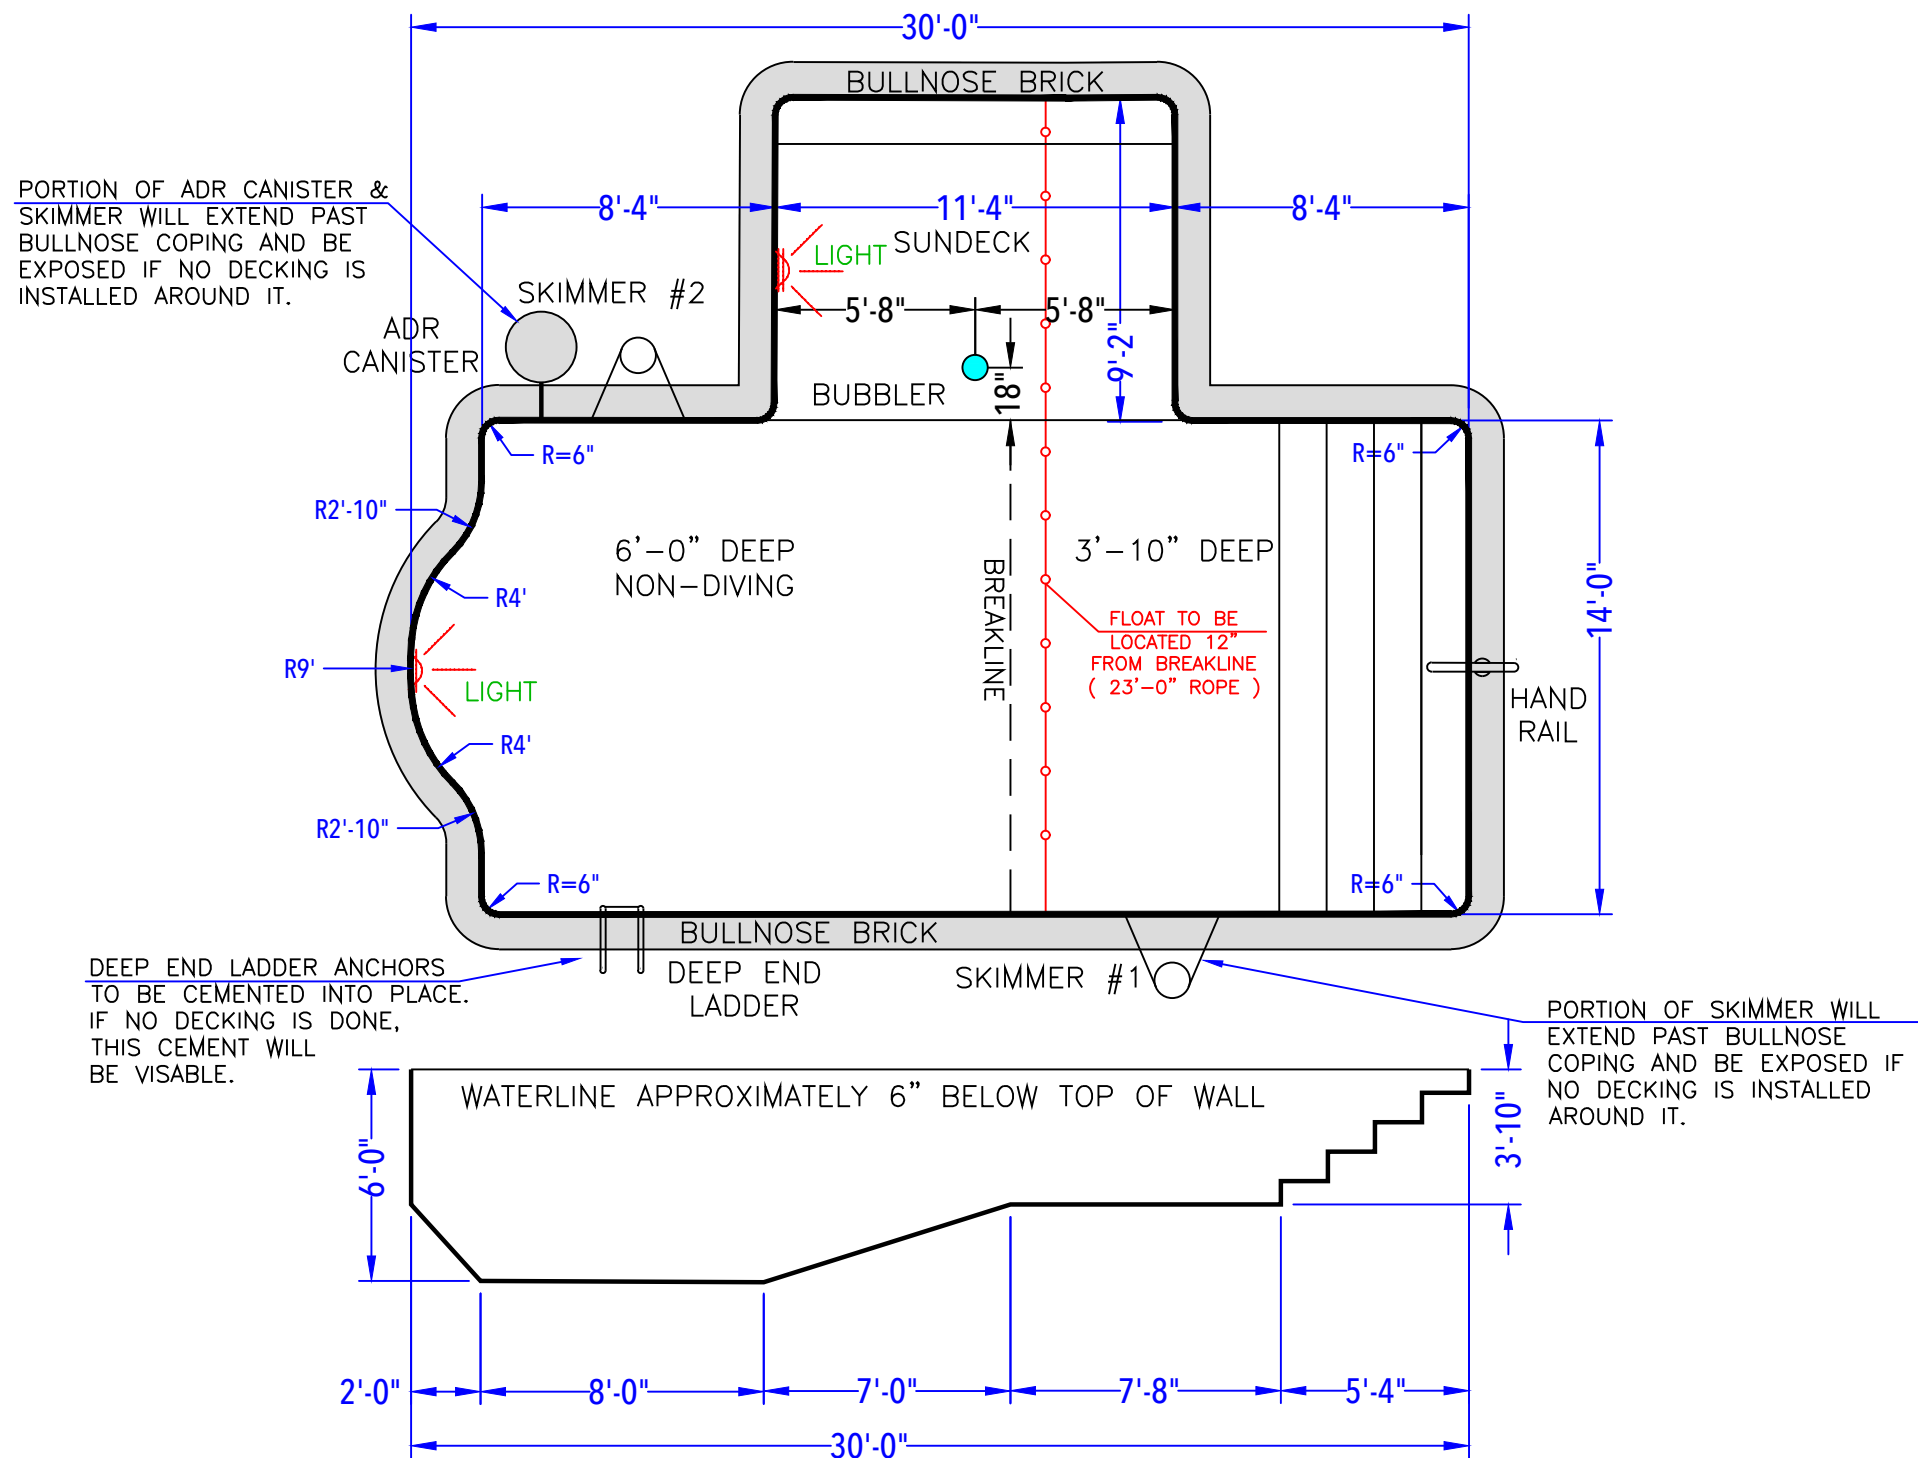 30'-0"
BULLNOSE BRICK
PORTION OF ADR CANISTER &
SKIMMER WILL EXTEND PAST
BULLNOSE COPING AND BE
EXPOSED IF NO DECKING IS
INSTALLED AROUND IT.
8'-4"
11'-4"
8'-4"
SUNDECK
LIGHT
SKIMMER #2
5'-8"
5'-8"
ADR
CANISTER
9'-2"
18"
BUBBLER
R=6"
R=6"
R2'-10"
6'-0" DEEP
NON-DIVING
3'-10" DEEP
BREAKLINE
R4'
14'-0"
FLOAT TO BE
LOCATED 12"
FROM BREAKLINE
( 23'-0" ROPE )
R9'
LIGHT
HAND
RAIL
R4'
R2'-10"
R=6"
R=6"
BULLNOSE BRICK
DEEP END LADDER ANCHORS
TO BE CEMENTED INTO PLACE.
IF NO DECKING IS DONE,
THIS CEMENT WILL
BE VISABLE.
DEEP END
LADDER
SKIMMER #1
PORTION OF SKIMMER WILL
EXTEND PAST BULLNOSE
COPING AND BE EXPOSED IF
NO DECKING IS INSTALLED
AROUND IT.
WATERLINE APPROXIMATELY 6" BELOW TOP OF WALL
6'-0"
3'-10"
2'-0"
8'-0"
7'-0"
7'-8"
5'-4"
30'-0"